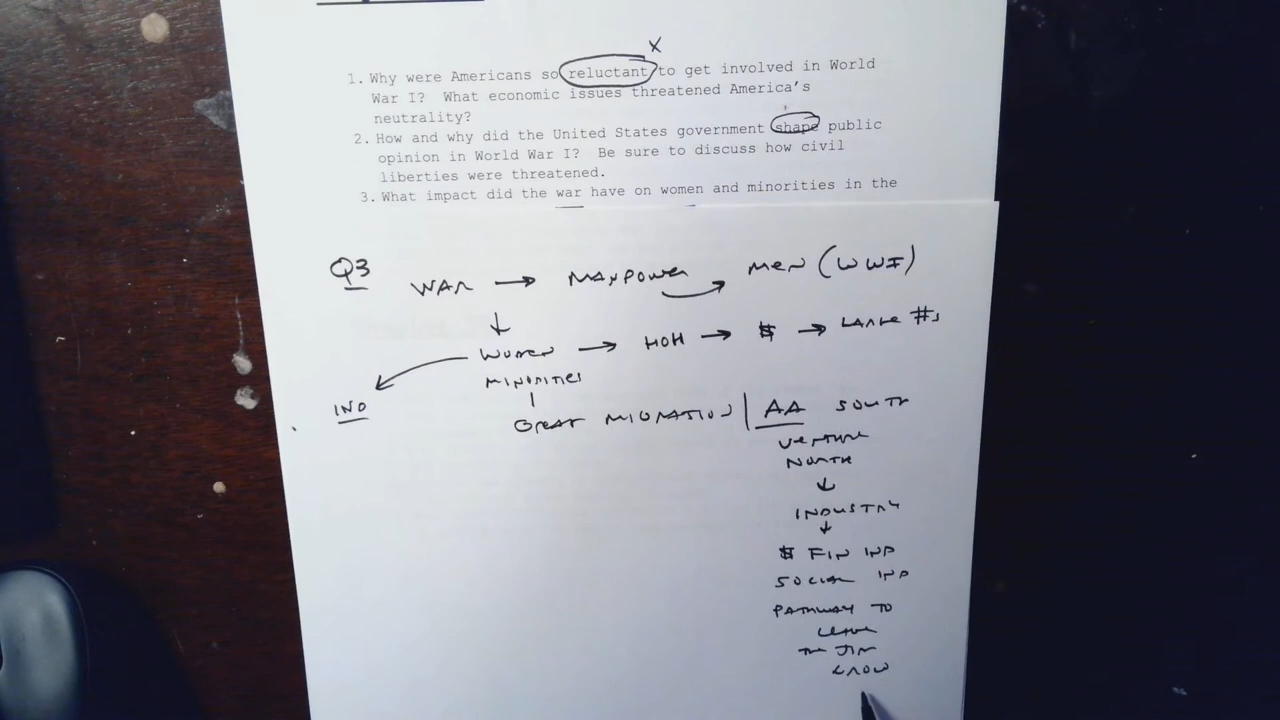 1. Why were Americans so reluctant to get involved in World
War I? What economic issues threatened America's
neutrality?
2. How and why did the United States government shape public
opinion in World War I? Be sure to discuss how civil
liberties were threatened.
3. What impact did the war have on women and minorities in the
X
Q3
WAR → MANPOWER → MEN (WWI)
WOMEN → HOH → $ → LARGE #s
MINORITIES
IND
GREAT MIGRATION | AA SOUTH
VENTURE
NORTH
INDUSTRY
$ FIN IND
SOCIAL IND
PATHWAY TO
LEAVE
THE JIM
CROW